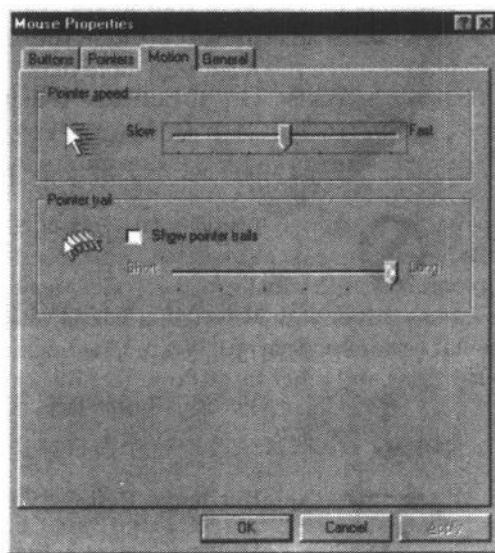 Mouse Properties
Buttons Pointers Motion General
Pointer speed
Slow Fast
Pointer trail
Show pointer trails
Short Long
OK Cancel Apply